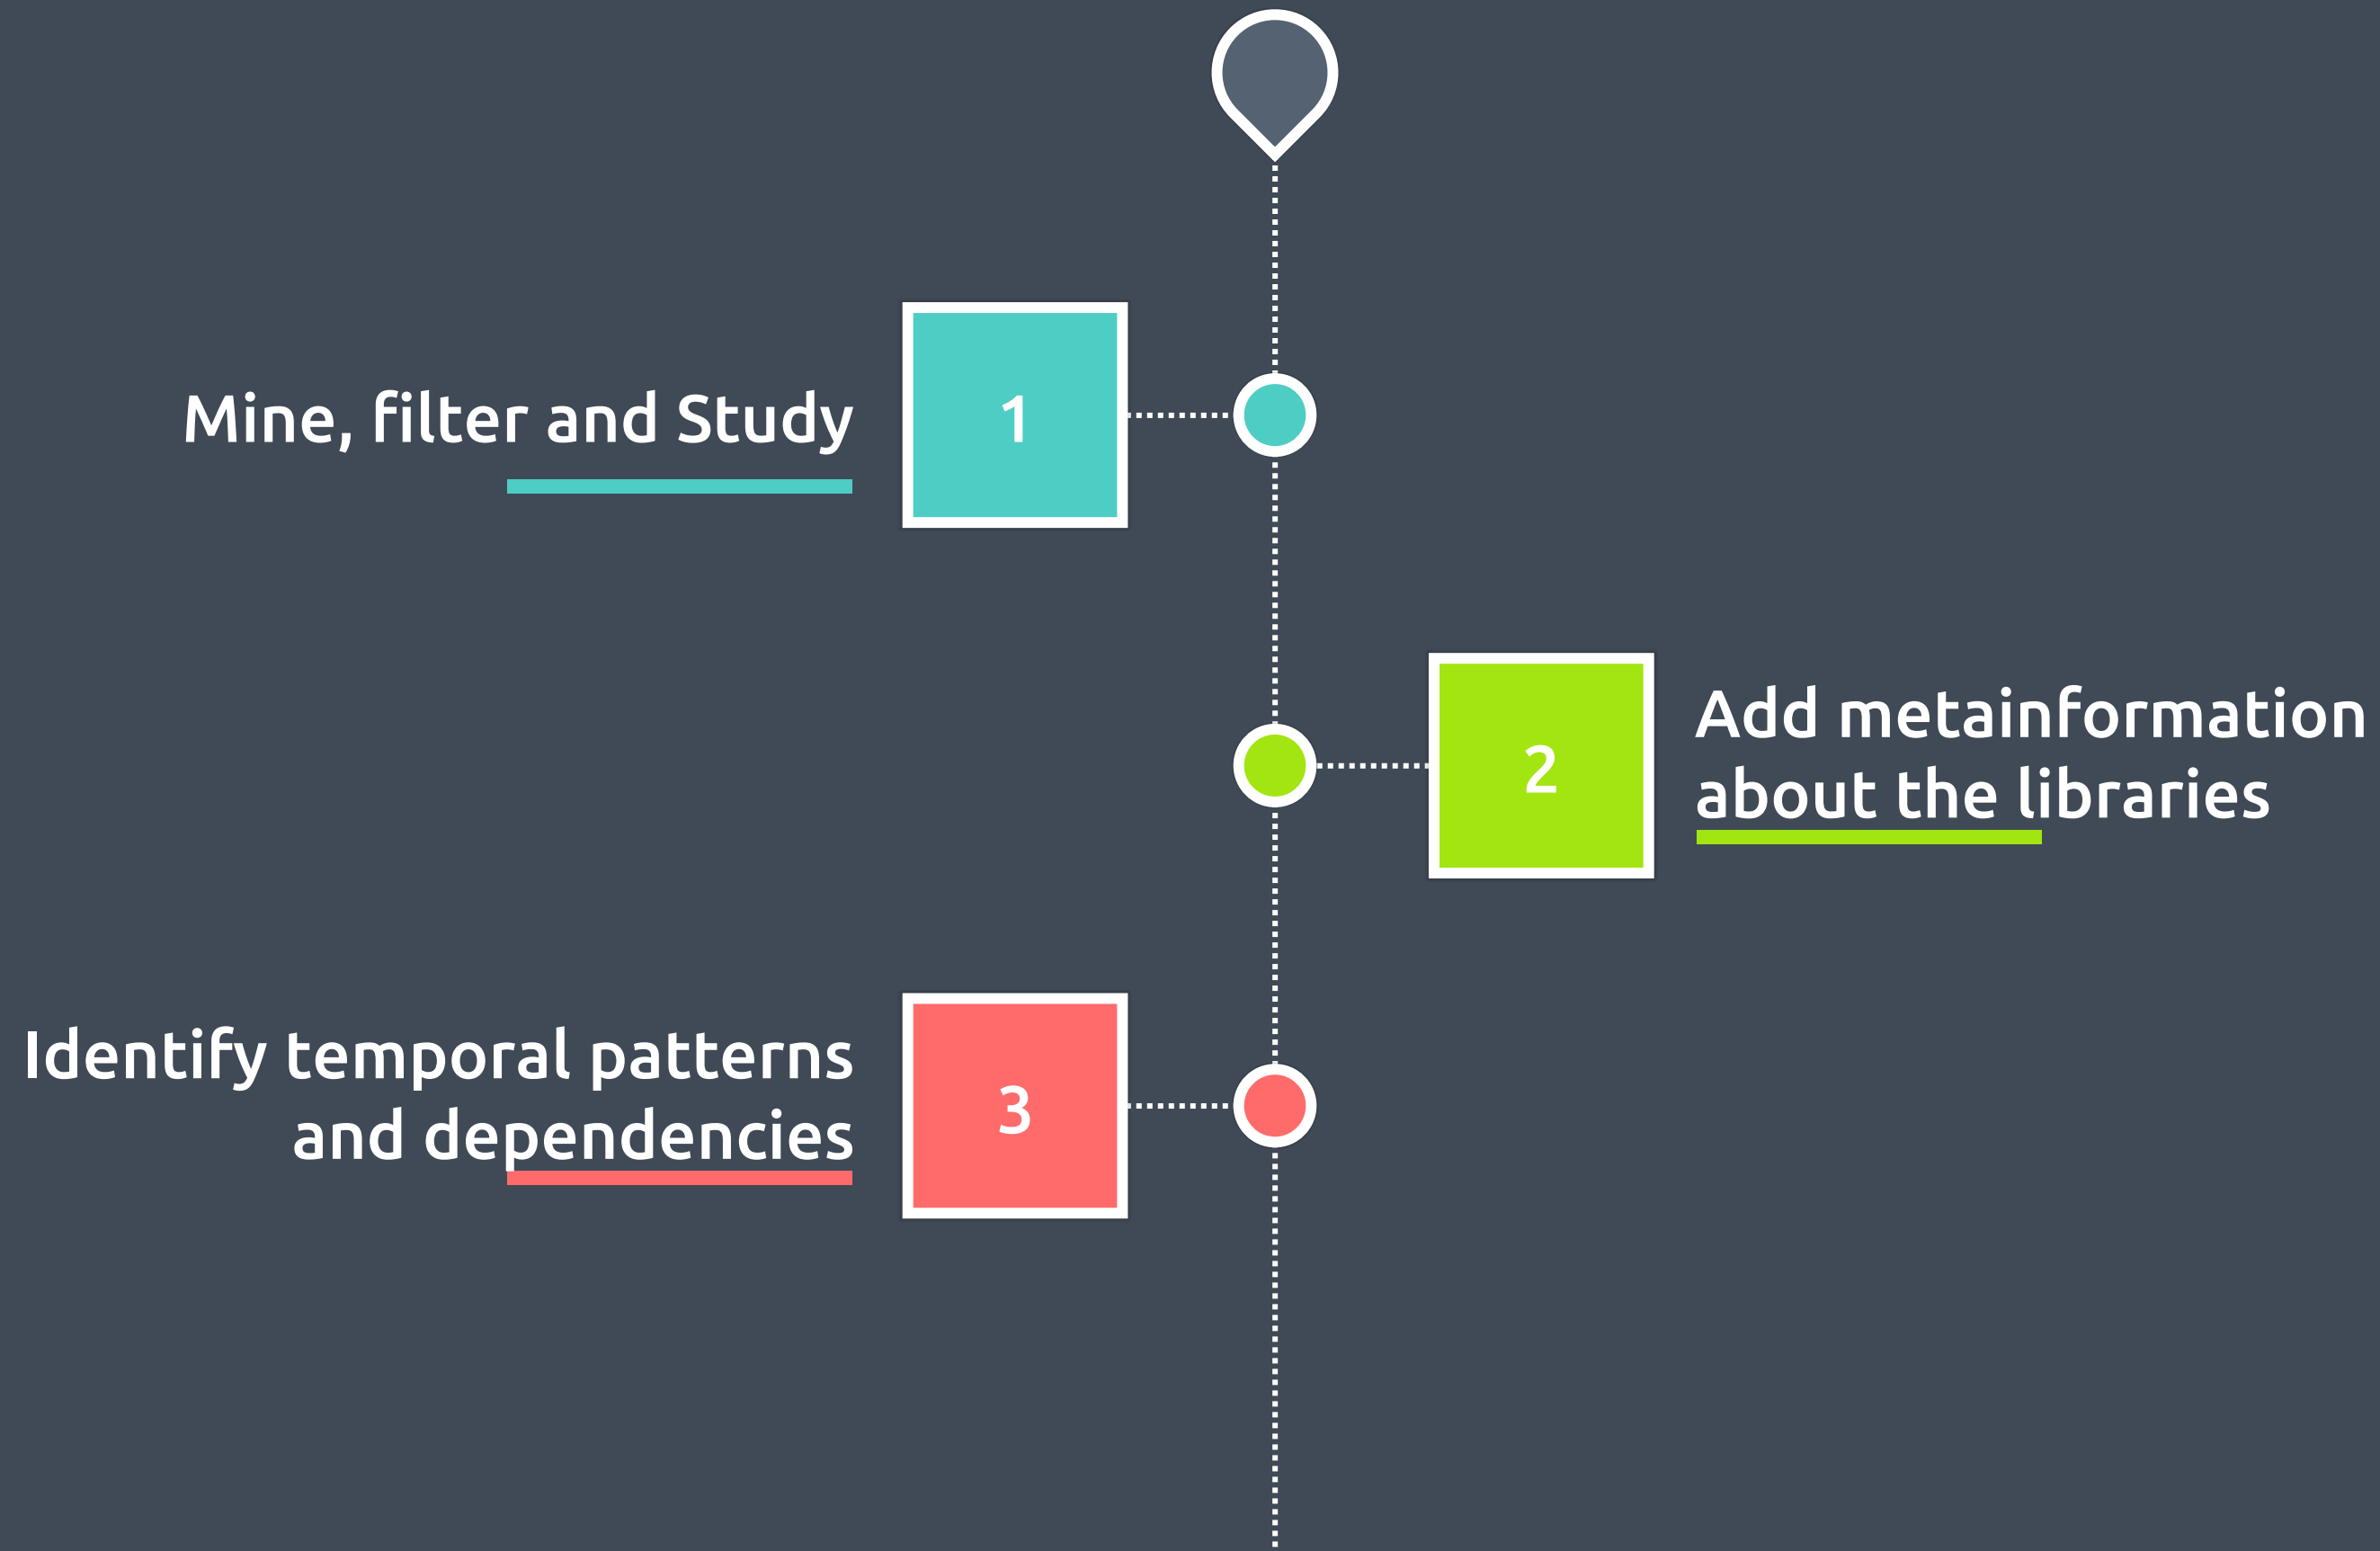 Mine, filter and Study
1
2
Add metainformation
about the libraries
Identify temporal patterns
and dependencies
3